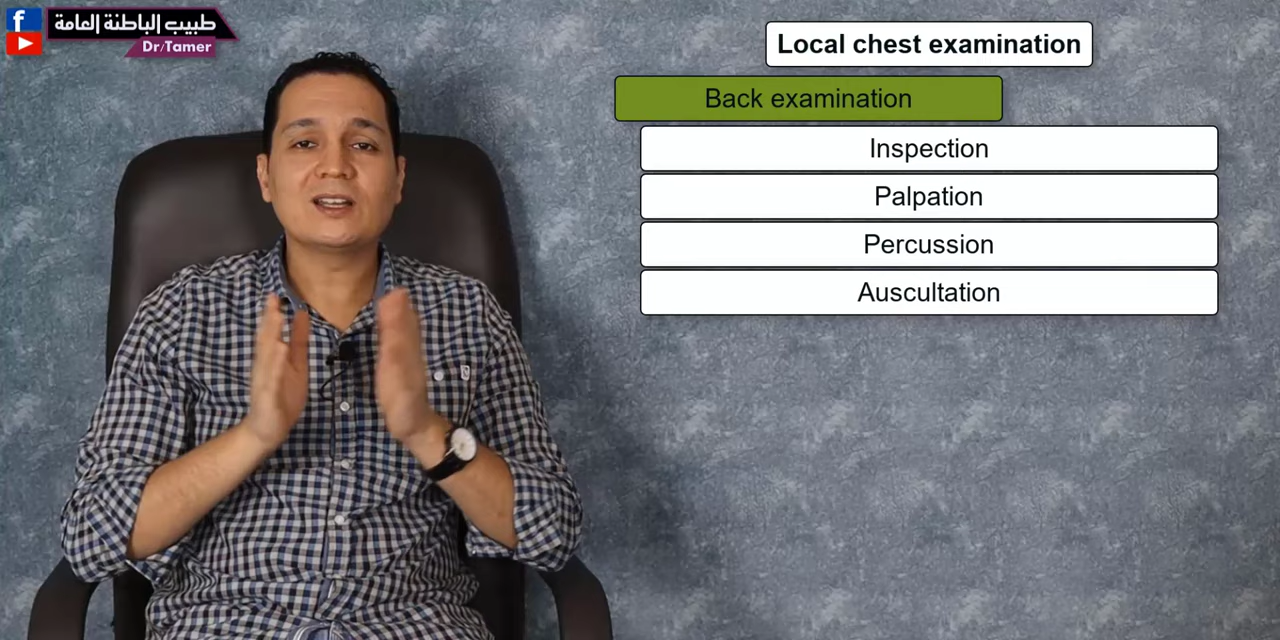 f
طبيب الباطنة العامة
Dr/Tamer
Local chest examination
Back examination
Inspection
Palpation
Percussion
Auscultation